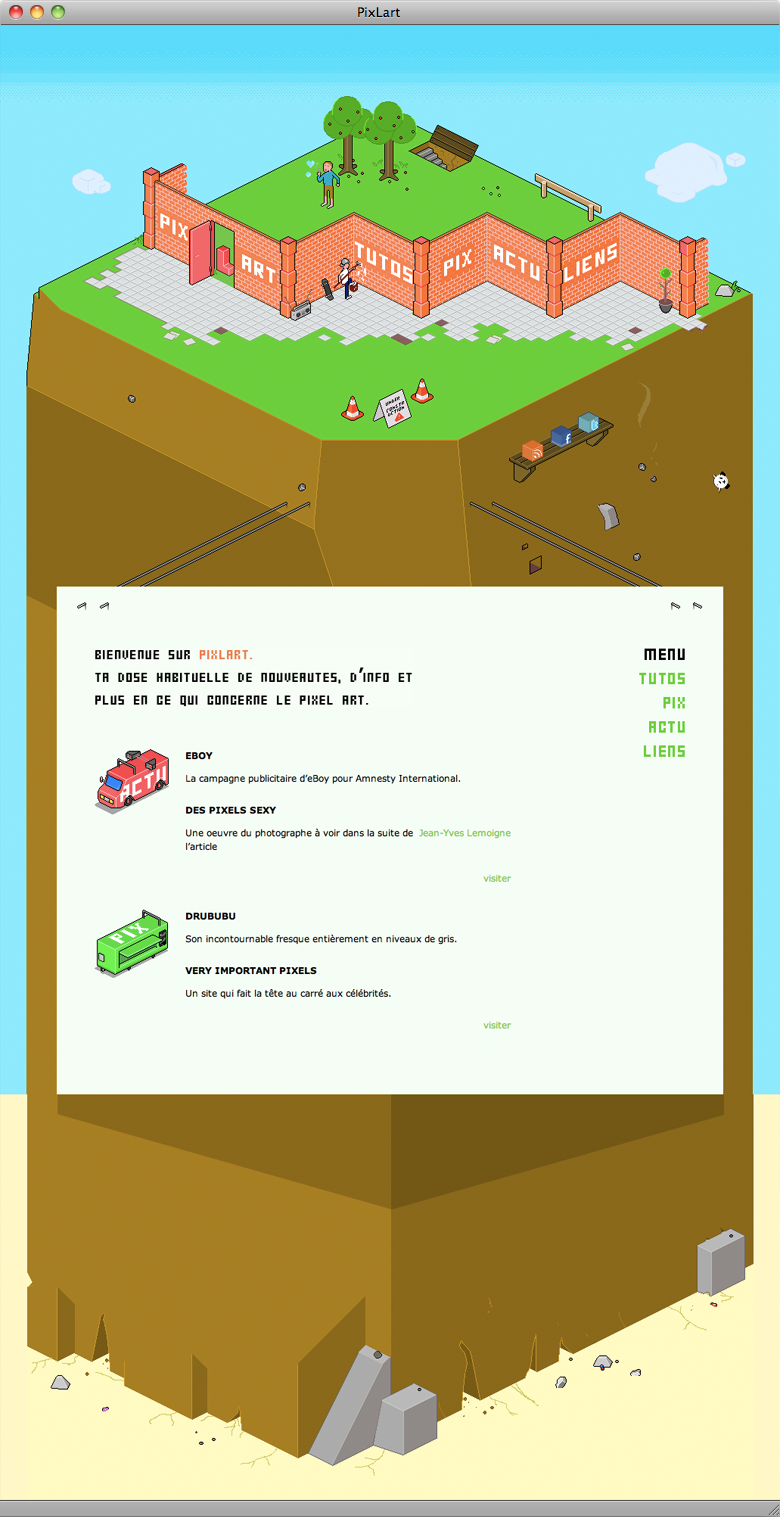 PixLart
PIX
ART
TUTOS
PIX
ACTU
LIENS
UNDER
CONSTR
UCTION
f
t
BIENVENUE SUR PIXLART.
TA DOSE HABITUELLE DE NOUVEAUTES, D'INFO ET
PLUS EN CE QUI CONCERNE LE PIXEL ART.
MENU
TUTOS
PIX
ACTU
LIENS
ACTU
EBOY
La campagne publicitaire d'eBoy pour Amnesty International.
DES PIXELS SEXY
Une oeuvre du photographe à voir dans la suite de Jean-Yves Lemoigne
l'article
visiter
PIX
DRUBUBU
Son incontournable fresque entièrement en niveaux de gris.
VERY IMPORTANT PIXELS
Un site qui fait la tête au carré aux célébrités.
visiter